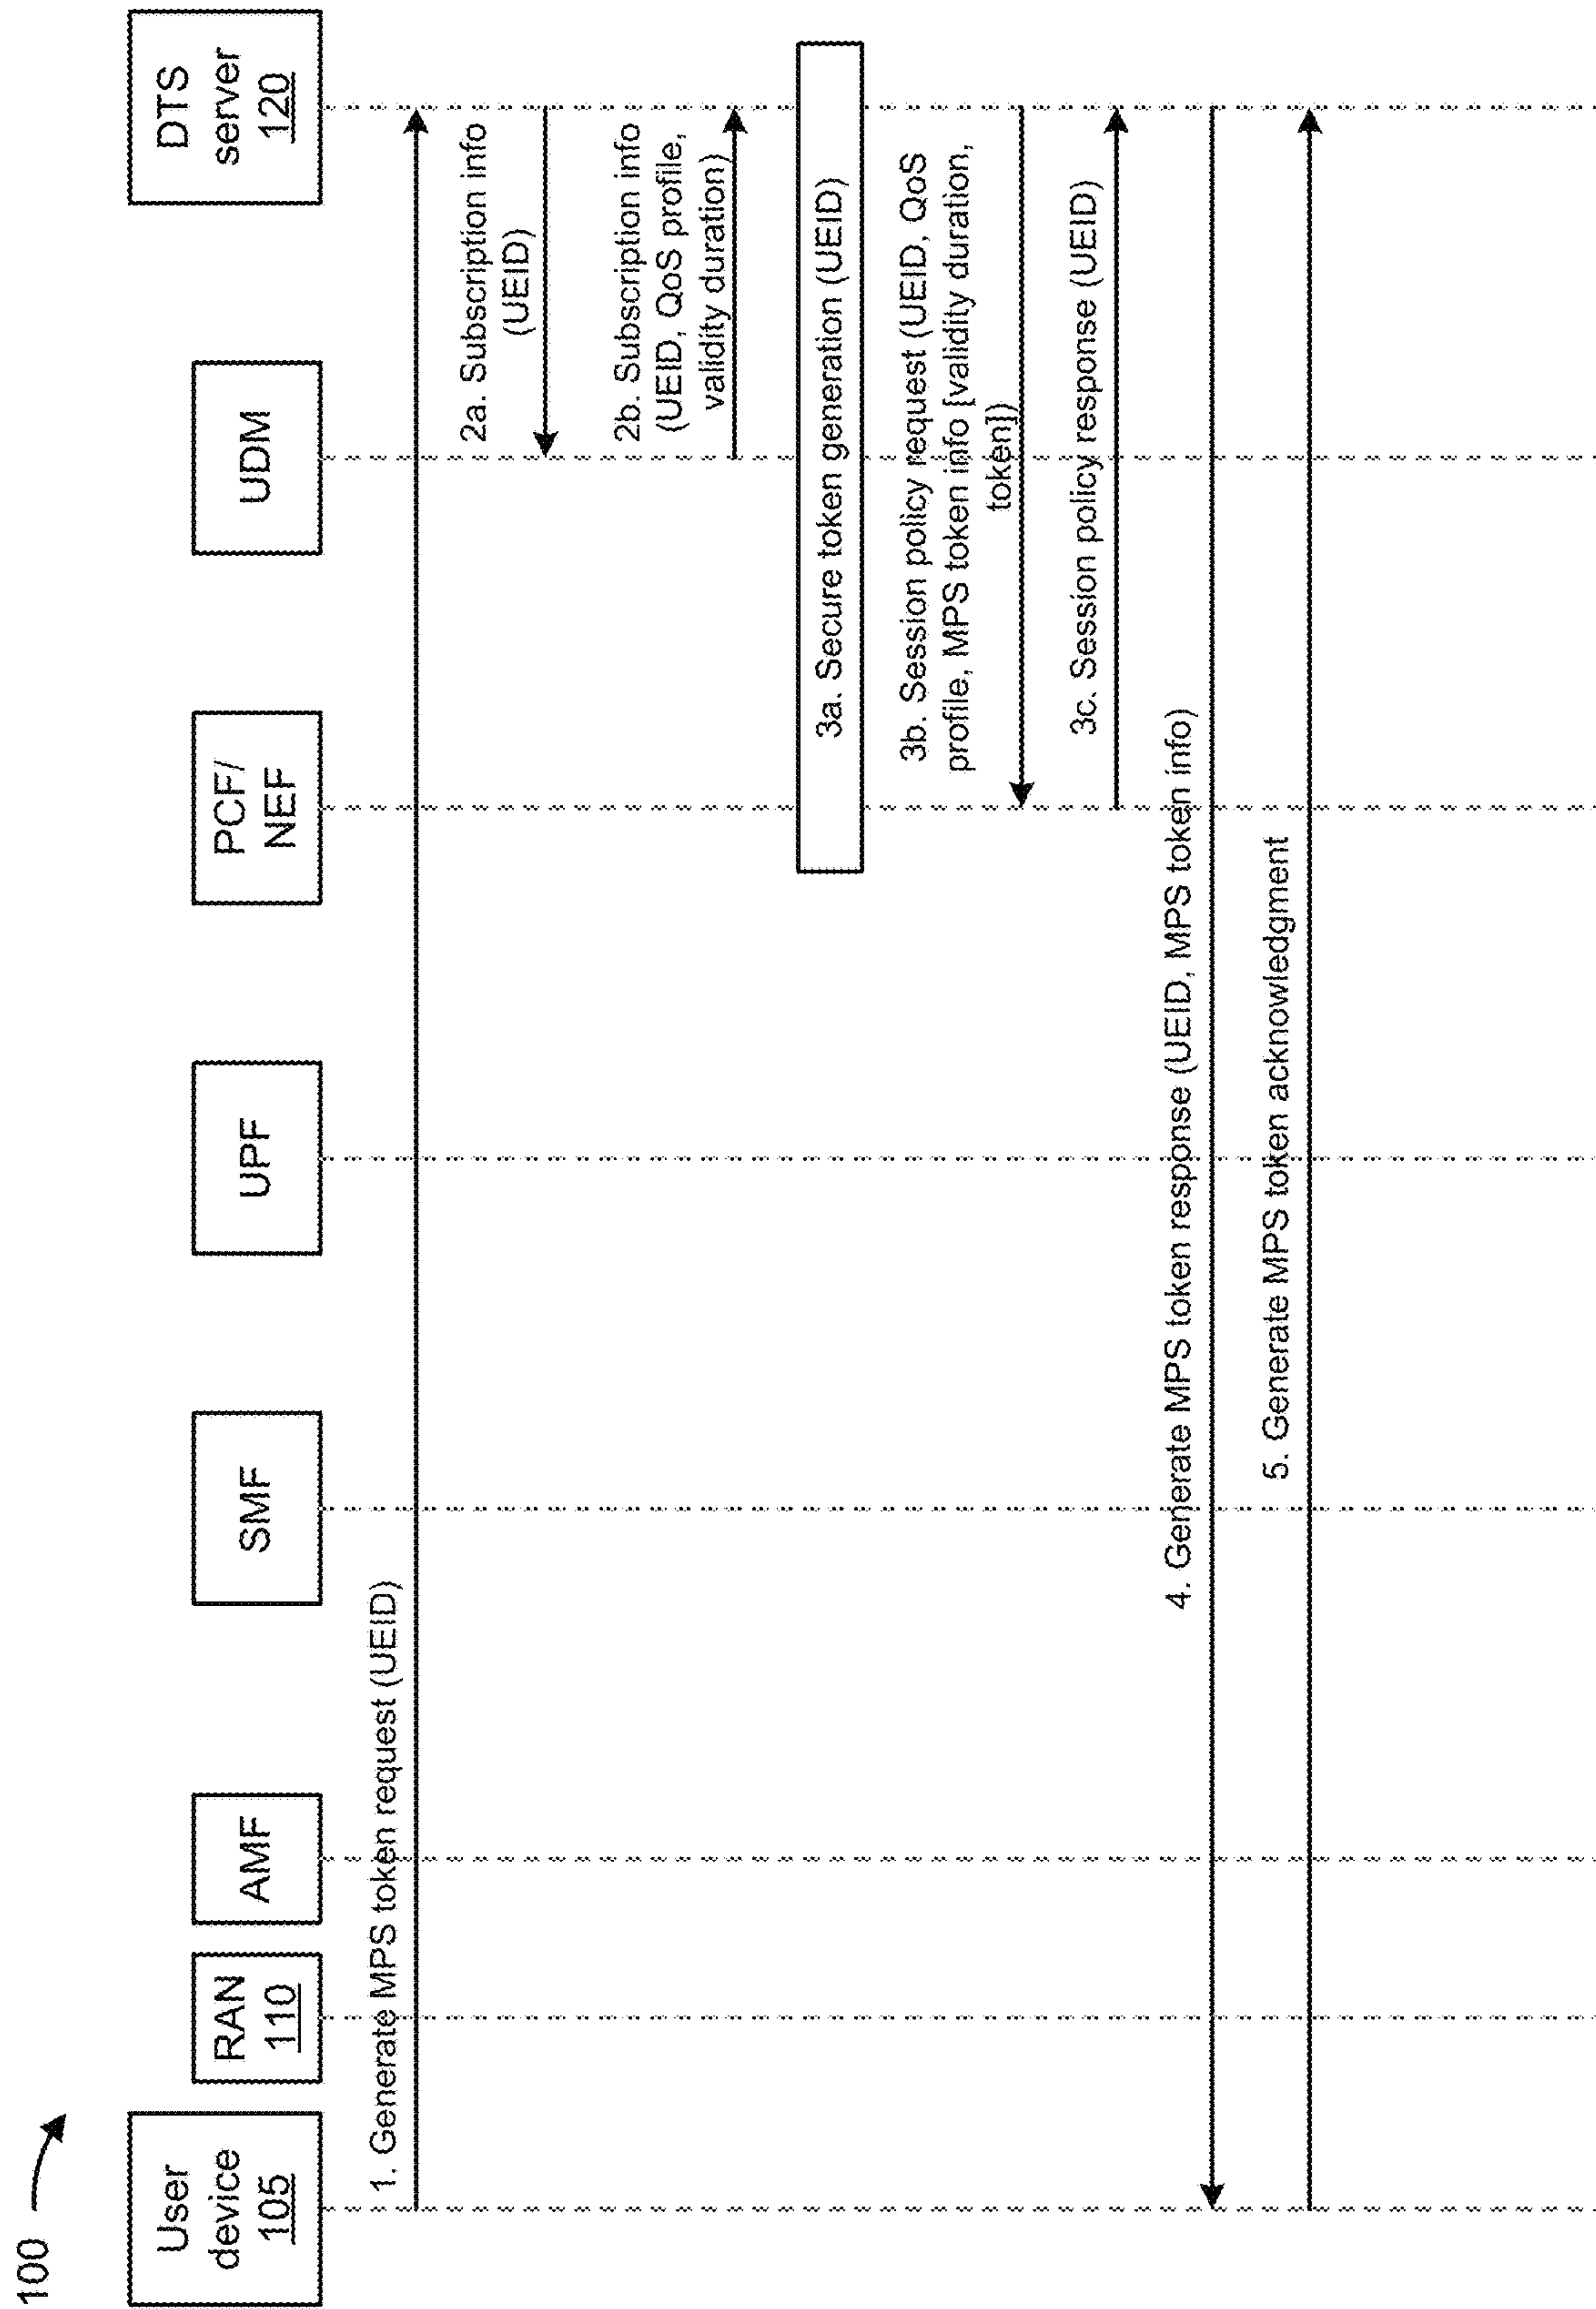 100
User
device
105
RAN
110
AMF
SMF
UPF
PCF/
NEF
UDM
DTS
server
120
1. Generate MPS token request (UEID)
2a. Subscription info
(UEID)
2b. Subscription info
(UEID, QoS profile,
validity duration)
3a. Secure token generation (UEID)
3b. Session policy request (UEID, QoS
profile, MPS token info [validity duration,
token])
3c. Session policy response (UEID)
4. Generate MPS token response (UEID, MPS token info)
5. Generate MPS token acknowledgment